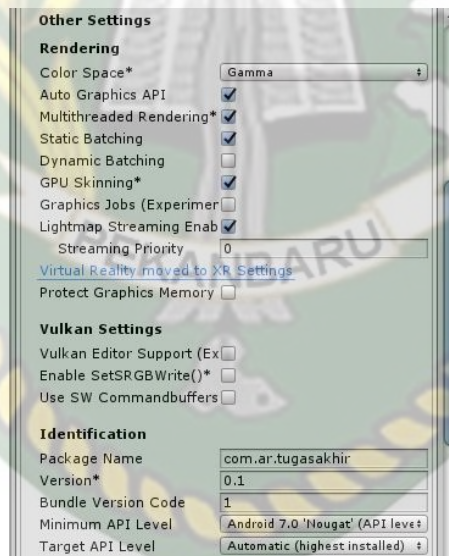 Other Settings
Rendering
Color Space* Gamma
Auto Graphics API
Multithreaded Rendering*
Static Batching
Dynamic Batching
GPU Skinning*
Graphics Jobs (Experimer
Lightmap Streaming Enab
Streaming Priority 0
PEKANBARU
Virtual Reality moved to XR Settings
Protect Graphics Memory
Vulkan Settings
Vulkan Editor Support (Ex
Enable SetSRGBWrite()*
Use SW Commandbuffers
Identification
Package Name com.ar.tugasakhir
Version* 0.1
Bundle Version Code 1
Minimum API Level Android 7.0 'Nougat' (API leve
Target API Level Automatic (highest installed)